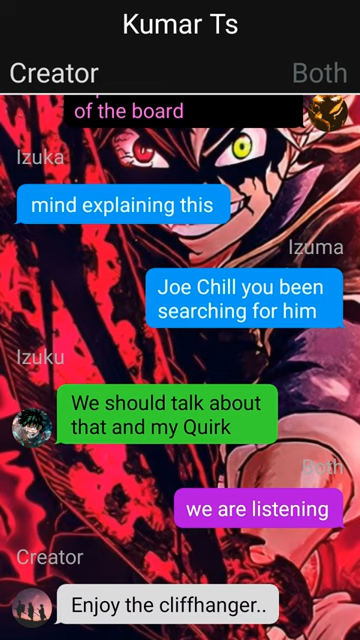 Kumar Ts
Creator
Both
of the board
Izuka
mind explaining this
Izuma
Joe Chill you been
searching for him
Izuku
We should talk about
that and my Quirk
Both
we are listening
Creator
Enjoy the cliffhanger..